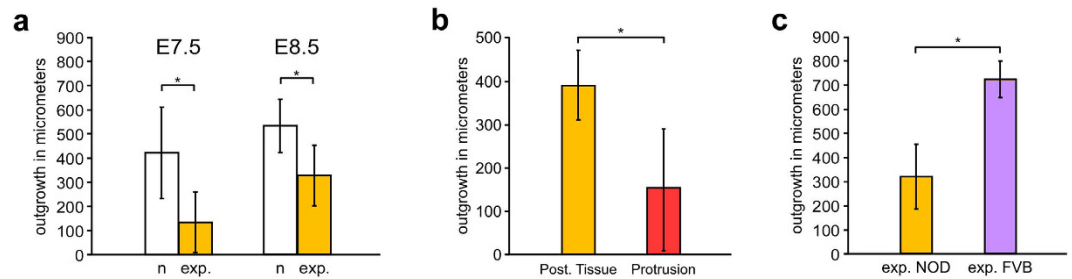 a
E7.5 E8.5
outgrowth in micrometers
900
800
700
600
500
400
300
200
100
0
* *
n exp. n exp.
b
outgrowth in micrometers
500
400
300
200
100
0
*
Post. Tissue Protrusion
c
outgrowth in micrometers
900
800
700
600
500
400
300
200
100
0
*
exp. NOD exp. FVB